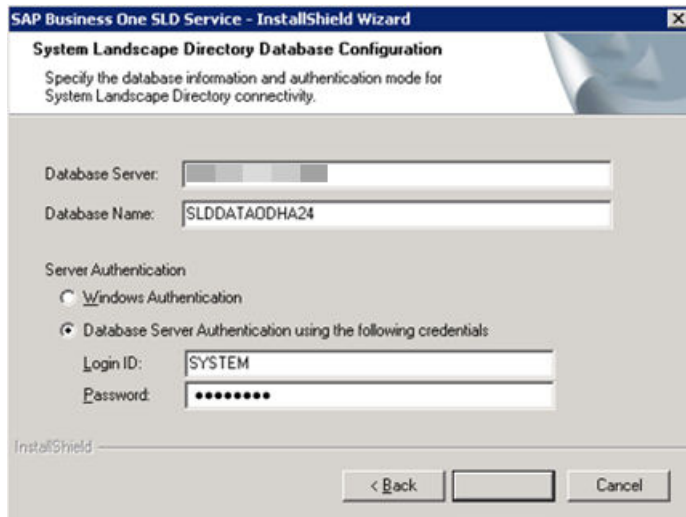 SAP Business One SLD Service - InstallShield Wizard
System Landscape Directory Database Configuration
Specify the database information and authentication mode for
System Landscape Directory connectivity.
Database Server:
Database Name: SLDDATAODHA24
Server Authentication
Windows Authentication
Database Server Authentication using the following credentials
Login ID: SYSTEM
Password: ●●●●●●●●
InstallShield
< Back Cancel